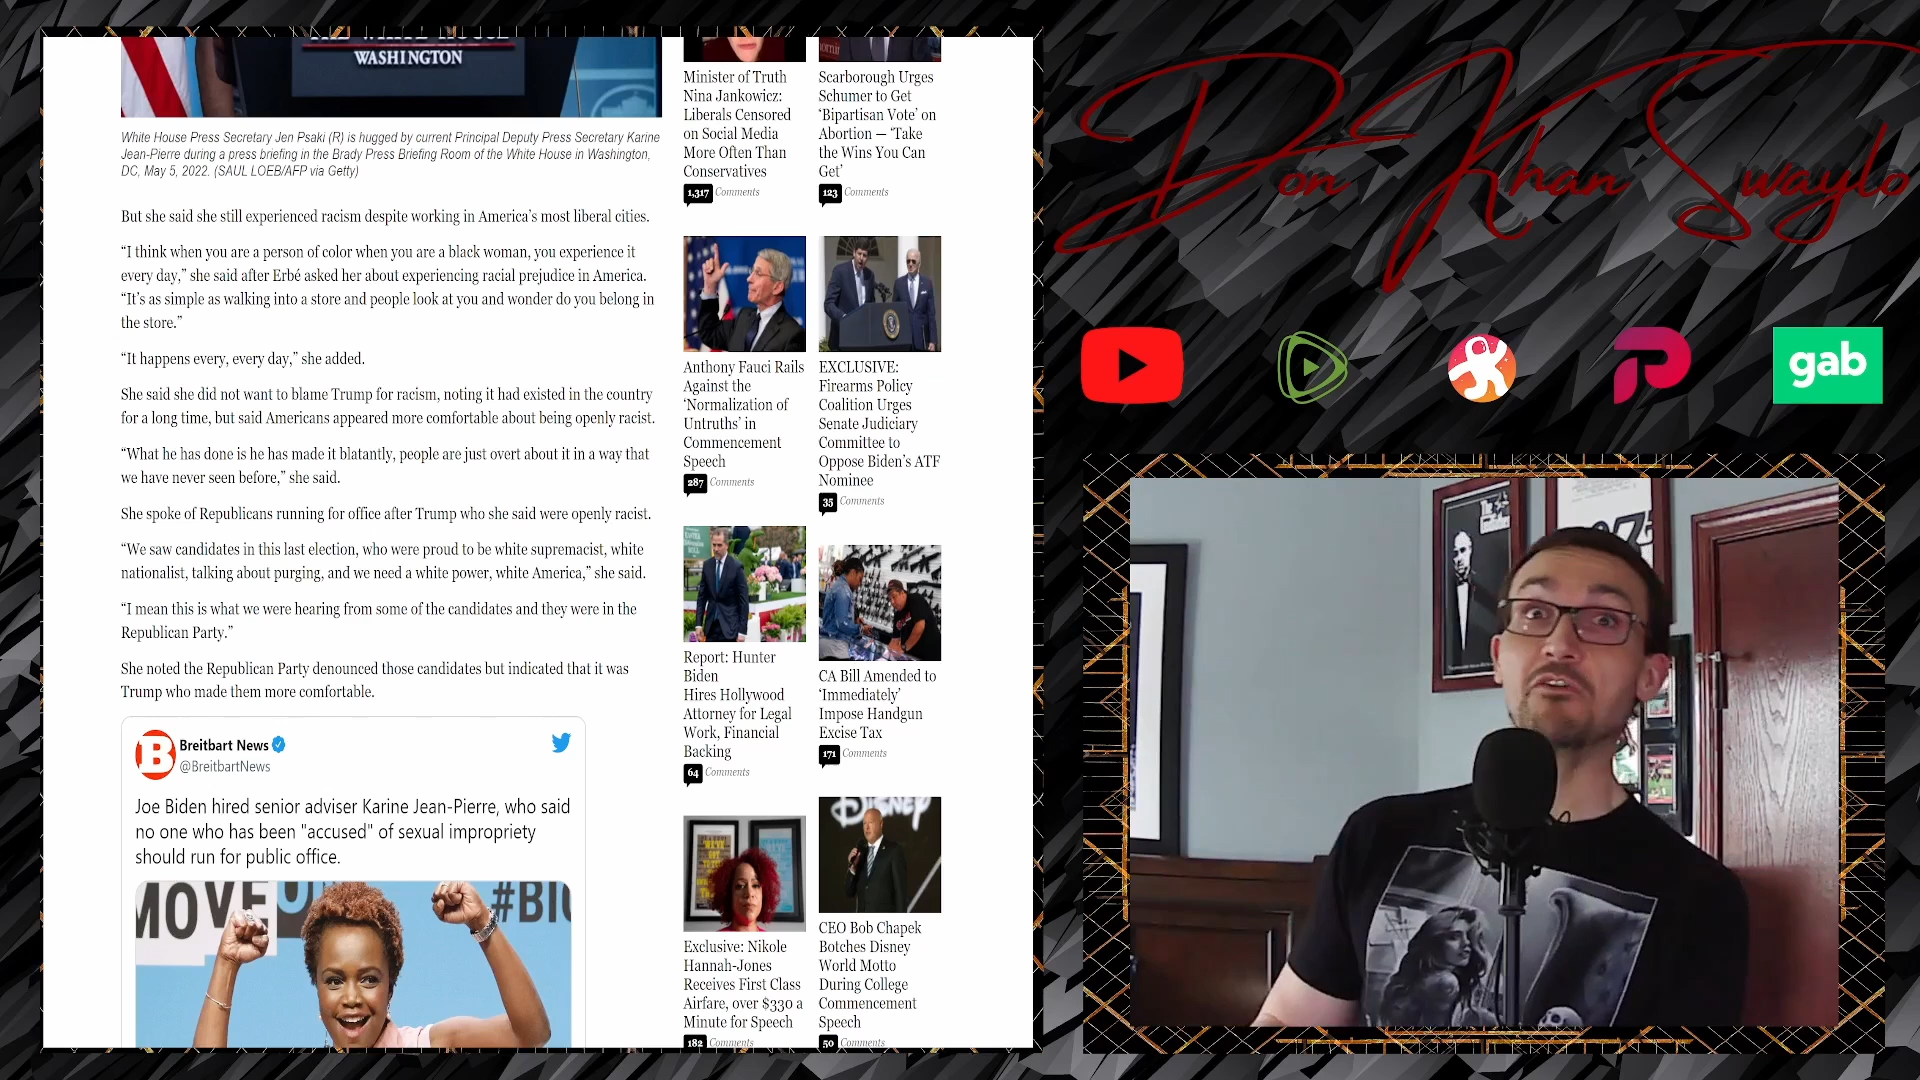 WASHINGTON
White House Press Secretary Jen Psaki (R) is hugged by current Principal Deputy Press Secretary Karine
Jean-Pierre during a press briefing in the Brady Press Briefing Room of the White House in Washington,
DC, May 5, 2022. (SAUL LOEB/AFP via Getty)
But she said she still experienced racism despite working in America’s most liberal cities.
“I think when you are a person of color when you are a black woman, you experience it
every day,” she said after Erbé asked her about experiencing racial prejudice in America.
“It’s as simple as walking into a store and people look at you and wonder do you belong in
the store.”
“It happens every, every day,” she added.
She said she did not want to blame Trump for racism, noting it had existed in the country
for a long time, but said Americans appeared more comfortable about being openly racist.
“What he has done is he has made it blatantly, people are just overt about it in a way that
we have never seen before,” she said.
She spoke of Republicans running for office after Trump who she said were openly racist.
“We saw candidates in this last election, who were proud to be white supremacist, white
nationalist, talking about purging, and we need a white power, white America,” she said.
“I mean this is what we were hearing from some of the candidates and they were in the
Republican Party.”
She noted the Republican Party denounced those candidates but indicated that it was
Trump who made them more comfortable.
B
Breitbart News
@BreitbartNews
Joe Biden hired senior adviser Karine Jean-Pierre, who said
no one who has been "accused" of sexual impropriety
should run for public office.
MOVEO
#BI
Minister of Truth
Nina Jankowicz:
Liberals Censored
on Social Media
More Often Than
Conservatives
1,317 Comments
Scarborough Urges
Schumer to Get
‘Bipartisan Vote’ on
Abortion — ‘Take
the Wins You Can
Get’
123 Comments
Anthony Fauci Rails
Against the
‘Normalization of
Untruths’ in
Commencement
Speech
287 Comments
EXCLUSIVE:
Firearms Policy
Coalition Urges
Senate Judiciary
Committee to
Oppose Biden’s ATF
Nominee
35 Comments
Report: Hunter
Biden
Hires Hollywood
Attorney for Legal
Work, Financial
Backing
64 Comments
CA Bill Amended to
‘Immediately’
Impose Handgun
Excise Tax
171 Comments
Exclusive: Nikole
Hannah-Jones
Receives First Class
Airfare, over $330 a
Minute for Speech
182 Comments
DISNEY
CEO Bob Chapek
Botches Disney
World Motto
During College
Commencement
Speech
50 Comments
Don Khan Swaylo
gab